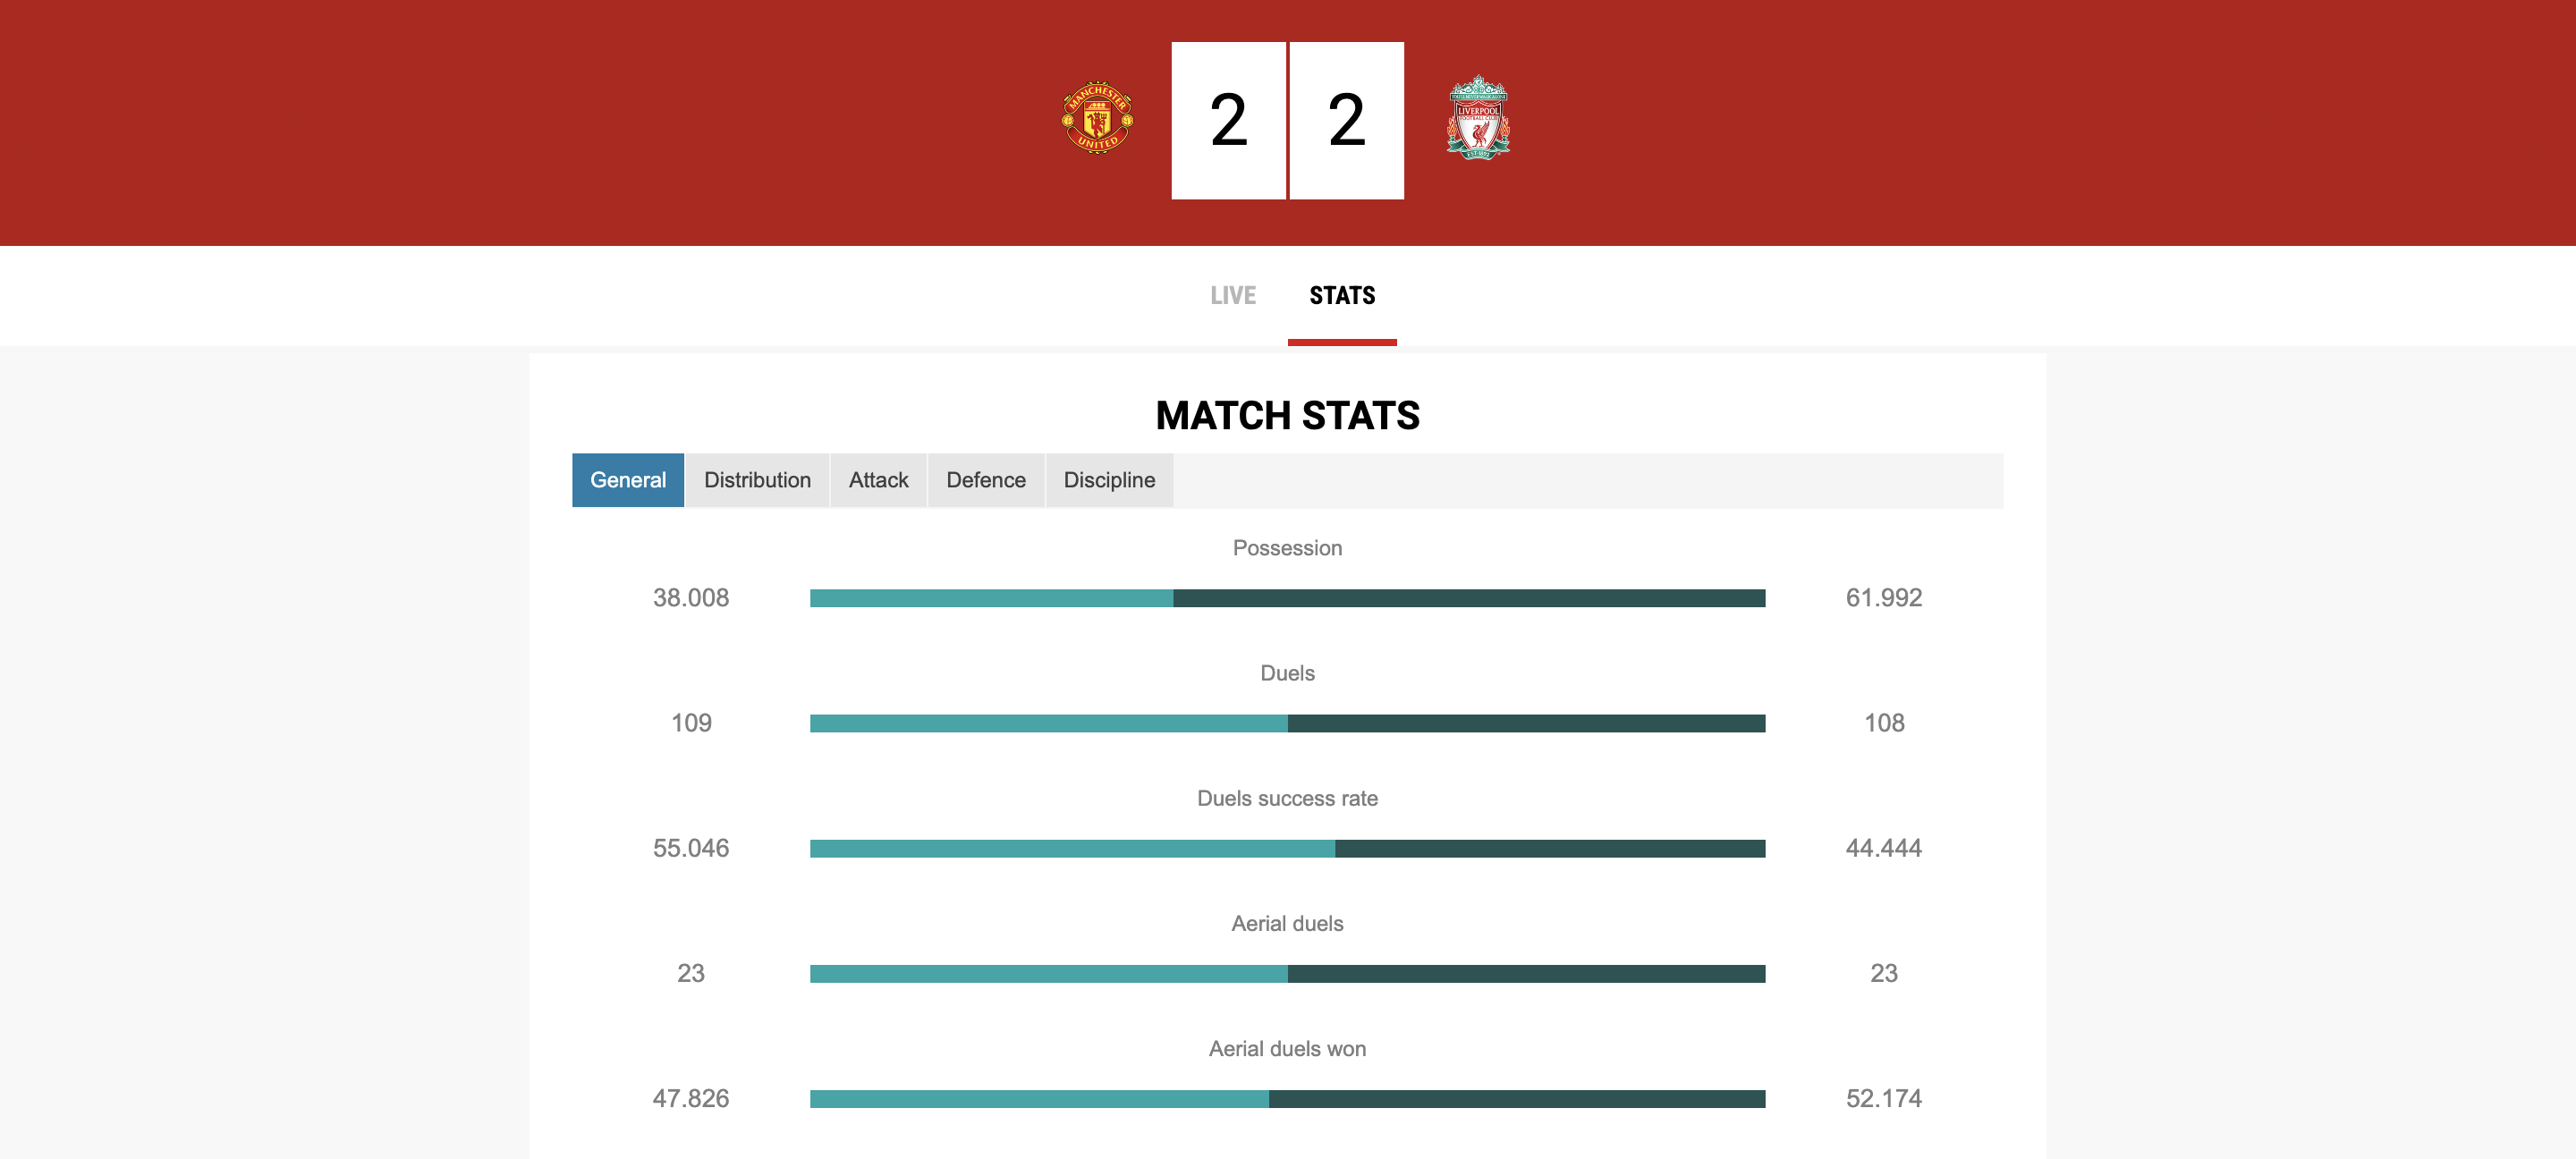 MANCHESTER
UNITED
2 2
LIVERPOOL
FOOTBALL CLUB
EST·1892
LIVE STATS
MATCH STATS
General Distribution Attack Defence Discipline
Possession
38.008 61.992
Duels
109 108
Duels success rate
55.046 44.444
Aerial duels
23 23
Aerial duels won
47.826 52.174